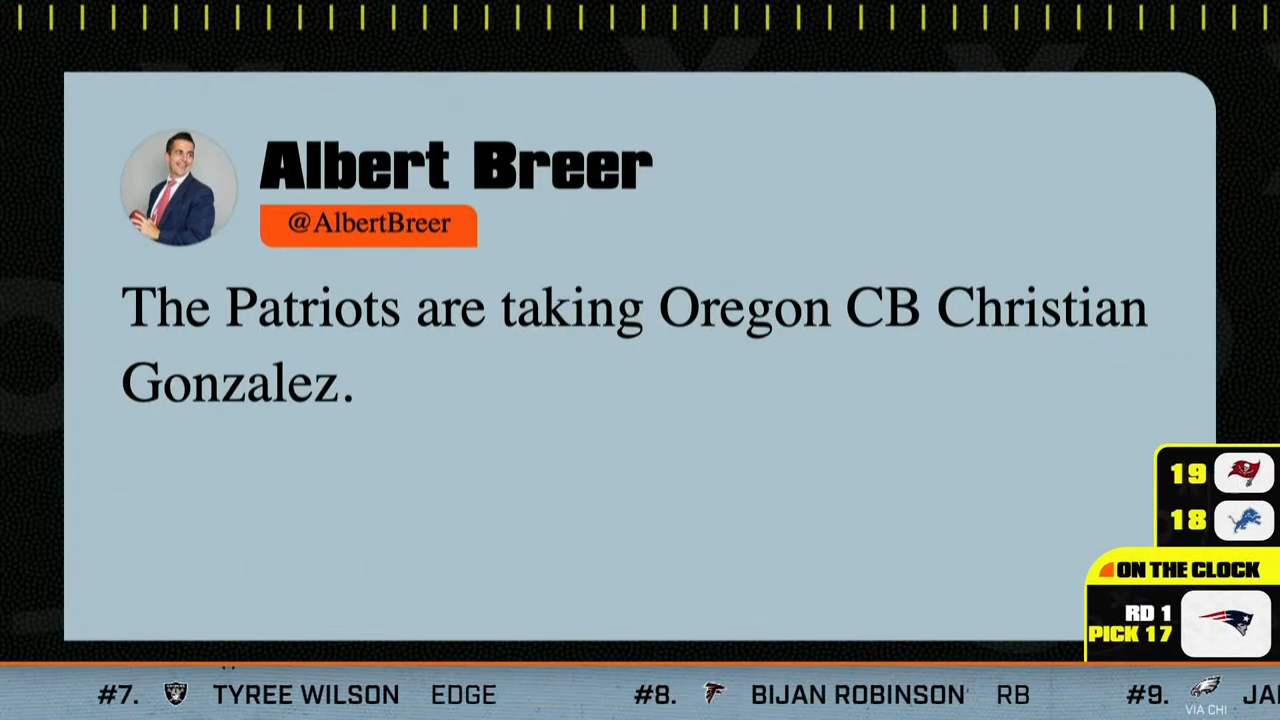 Albert Breer
@AlbertBreer
The Patriots are taking Oregon CB Christian
Gonzalez.
19
18
ON THE CLOCK
RD 1
PICK 17
#7. TYREE WILSON EDGE #8. BIJAN ROBINSON RB #9. JA
VIA CHI